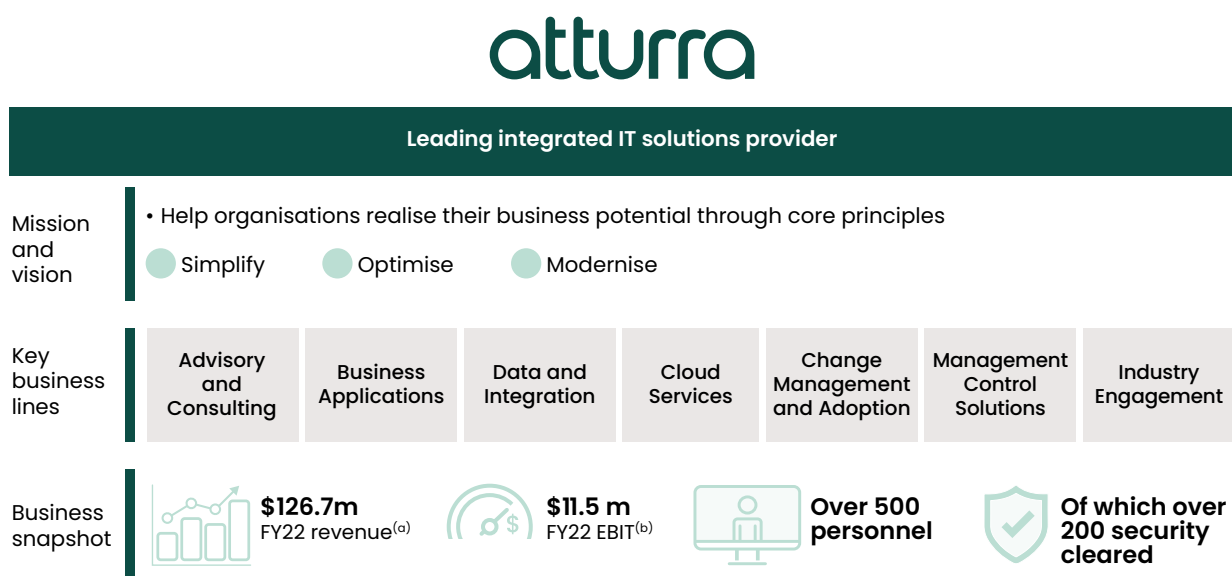 atturra
Leading integrated IT solutions provider
Mission
and
vision
• Help organisations realise their business potential through core principles
Simplify
Optimise
Modernise
Key
business
lines
Advisory
and
Consulting
Business
Applications
Data and
Integration
Cloud
Services
Change
Management
and Adoption
Management
Control
Solutions
Industry
Engagement
Business
snapshot
$126.7m
FY22 revenue(a)
$
$11.5 m
FY22 EBIT(b)
Over 500
personnel
Of which over
200 security
cleared